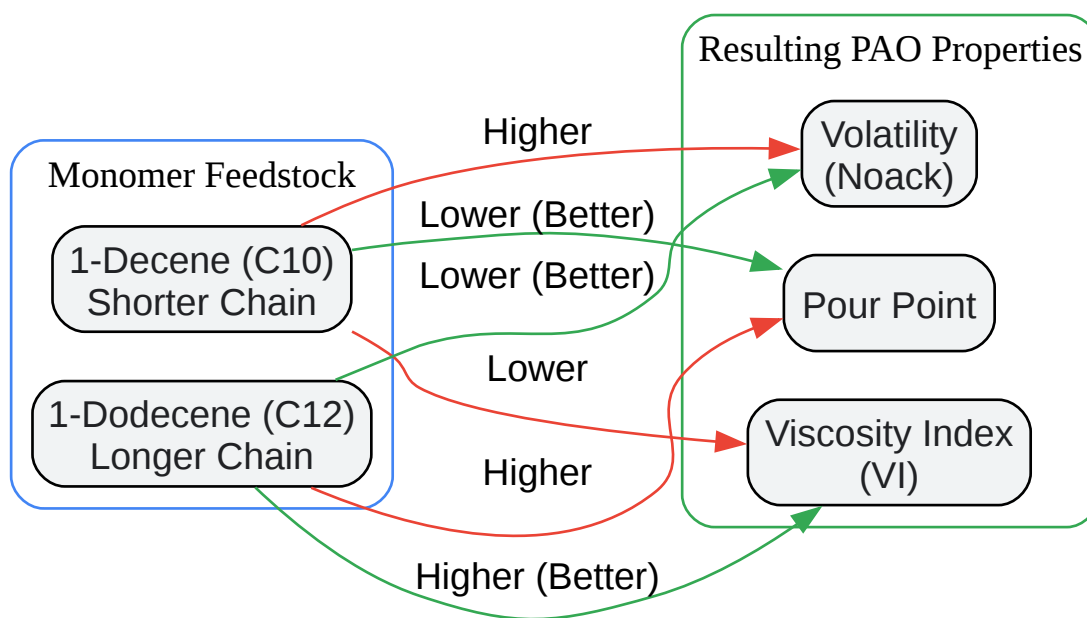 Resulting PAO Properties
Higher
Volatility
(Noack)
Monomer Feedstock
Lower (Better)
1-Decene (C10)
Shorter Chain
Lower (Better)
Pour Point
Lower
1-Dodecene (C12)
Longer Chain
Viscosity Index
(VI)
Higher
Higher (Better)